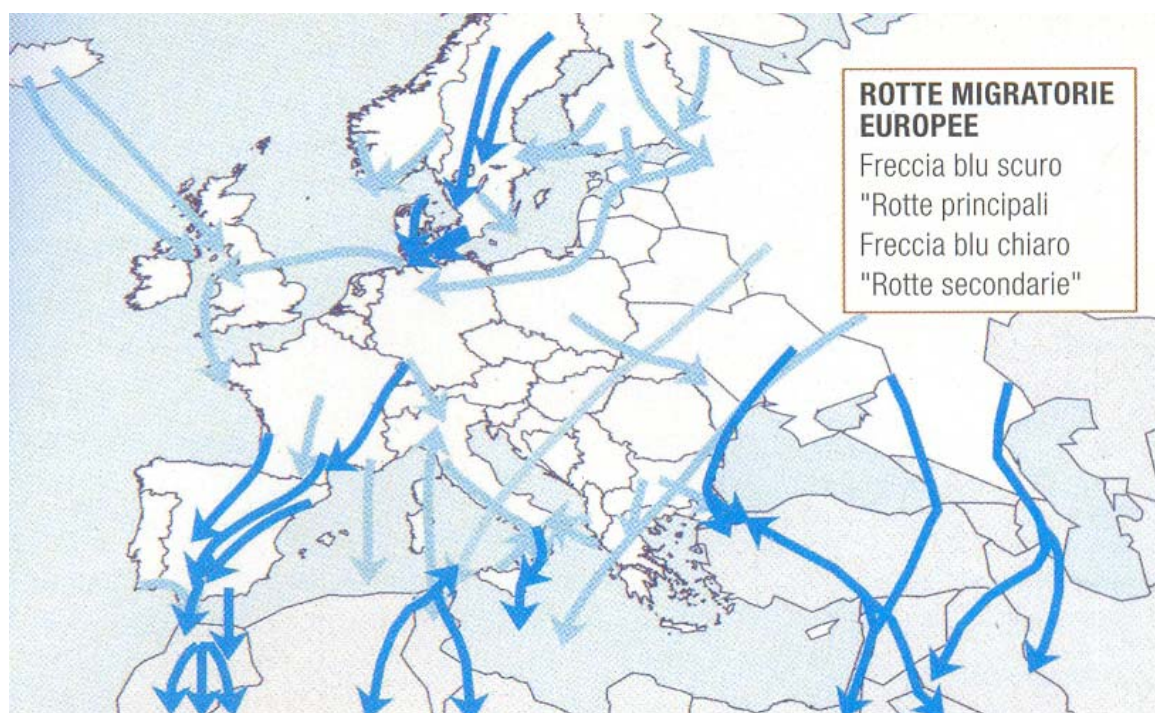 ROTTE MIGRATORIE
EUROPEE
Freccia blu scuro
"Rotte principali
Freccia blu chiaro
"Rotte secondarie"